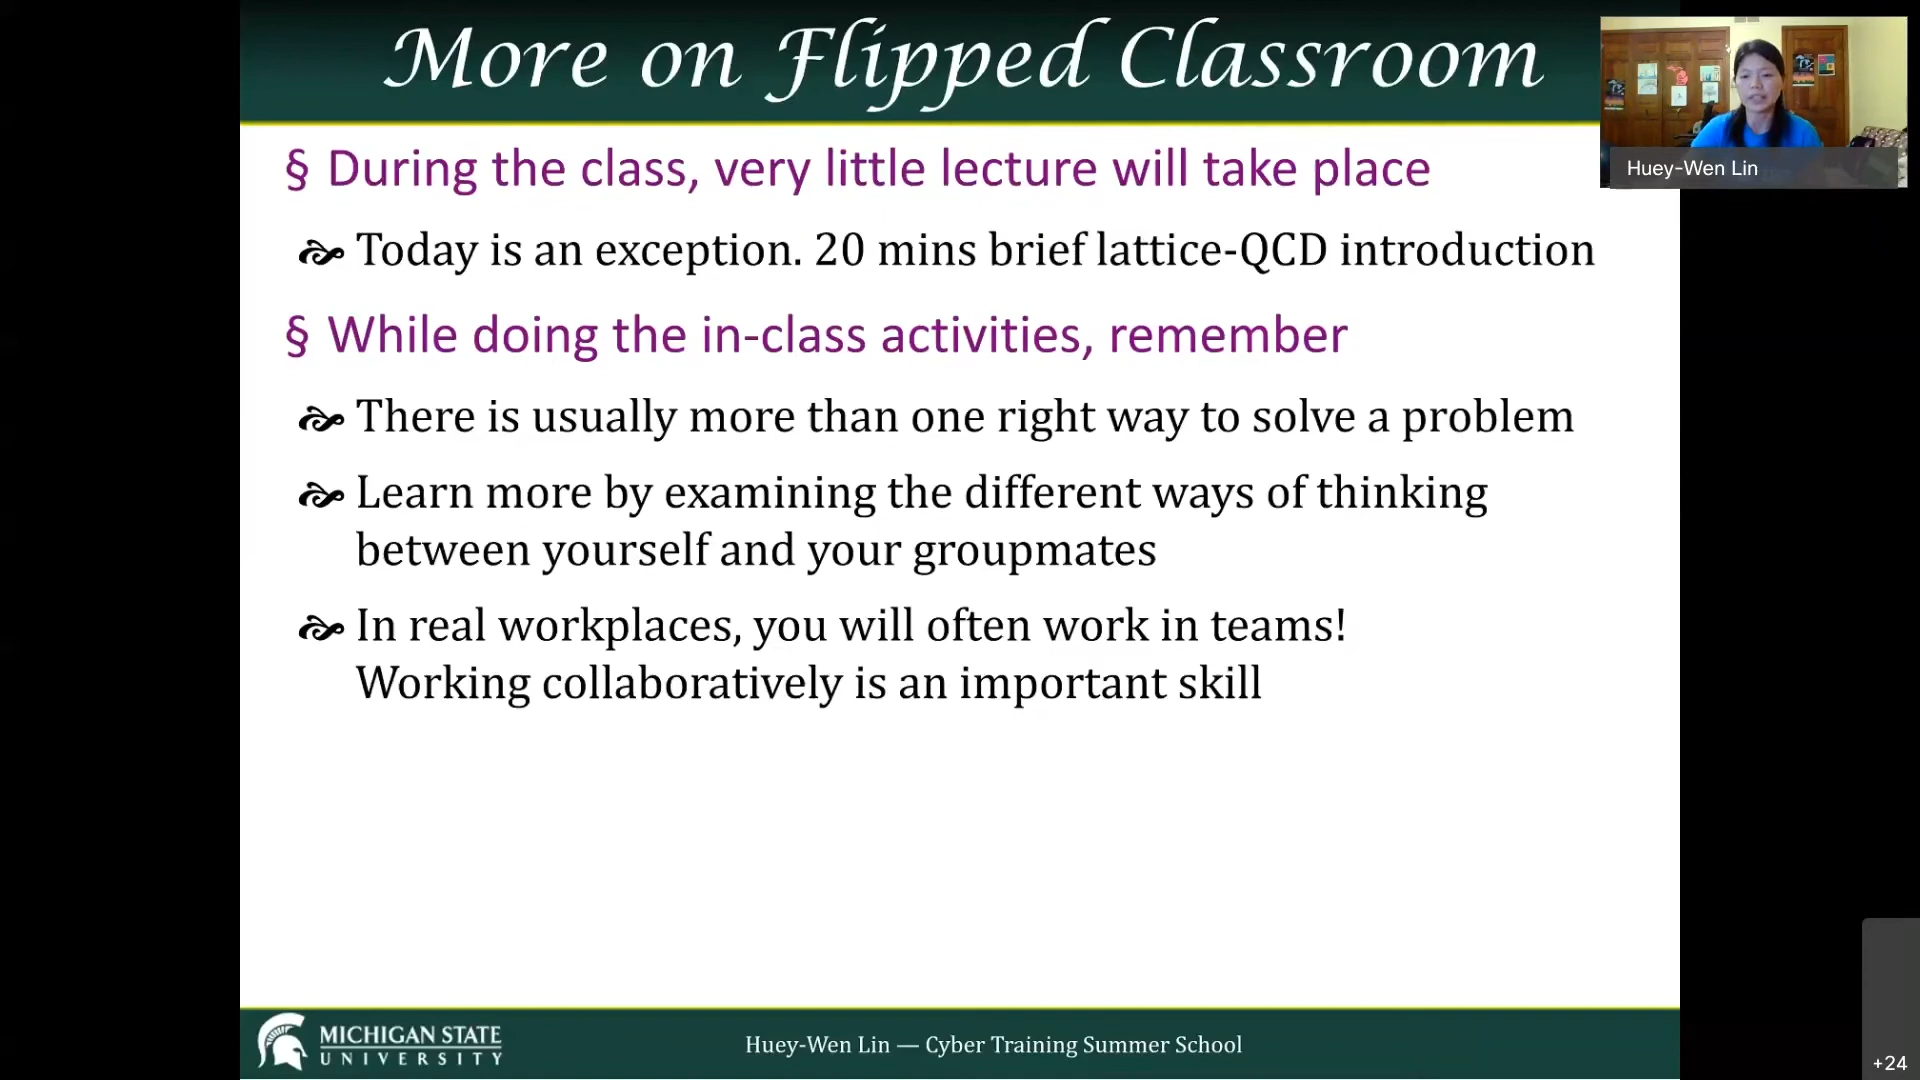 More on Flipped Classroom
Huey-Wen Lin
§ During the class, very little lecture will take place
Today is an exception. 20 mins brief lattice-QCD introduction
§ While doing the in-class activities, remember
There is usually more than one right way to solve a problem
Learn more by examining the different ways of thinking
between yourself and your groupmates
In real workplaces, you will often work in teams!
Working collaboratively is an important skill
MICHIGAN STATE
UNIVERSITY
Huey-Wen Lin — Cyber Training Summer School
+24